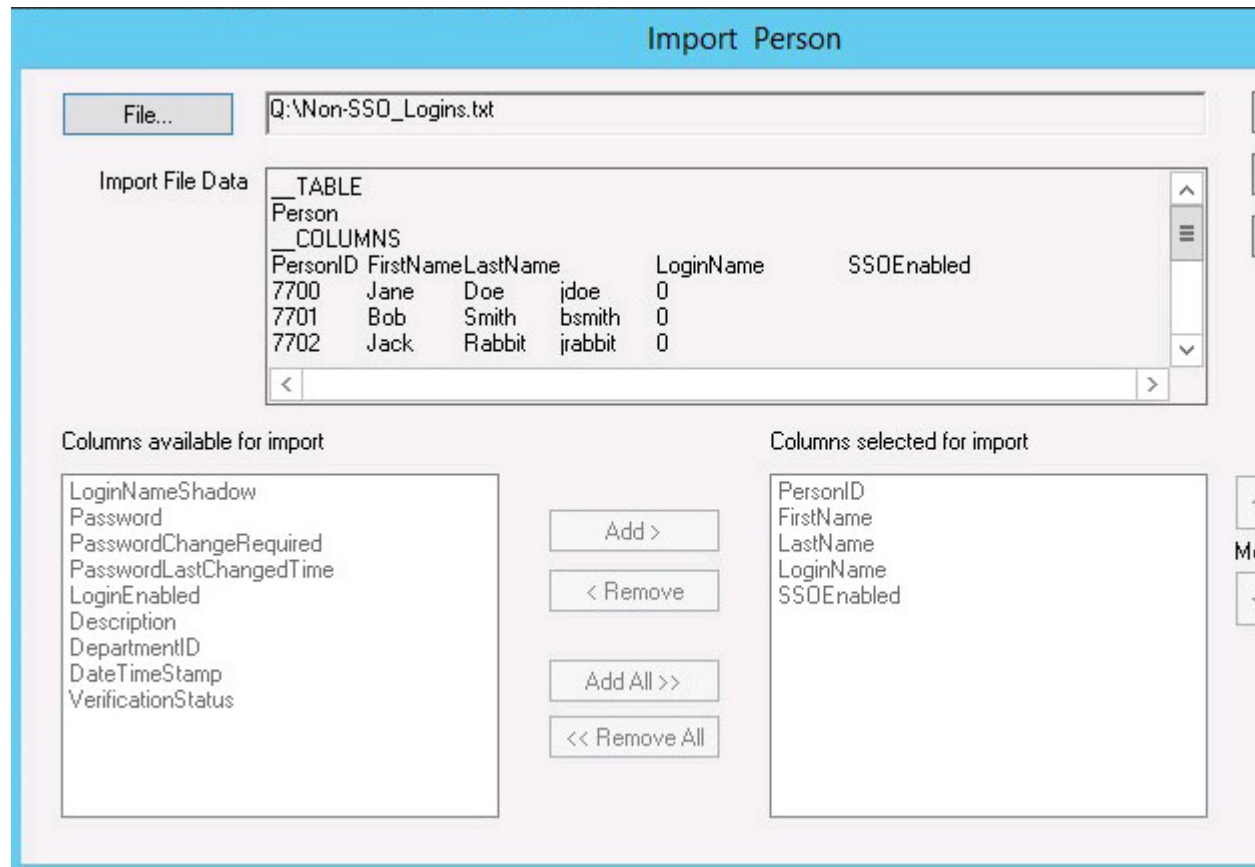 Import Person
File...
Q:\Non-SSO_Logins.txt
Import File Data
__TABLE
Person
__COLUMNS
PersonID FirstNameLastName LoginName SSOEnabled
7700 Jane Doe jdoe 0
7701 Bob Smith bsmith 0
7702 Jack Rabbit jrabbit 0
Columns available for import
LoginNameShadow
Password
PasswordChangeRequired
PasswordLastChangedTime
LoginEnabled
Description
DepartmentID
DateTimeStamp
VerificationStatus
Add >
< Remove
Add All >>
<< Remove All
Columns selected for import
PersonID
FirstName
LastName
LoginName
SSOEnabled